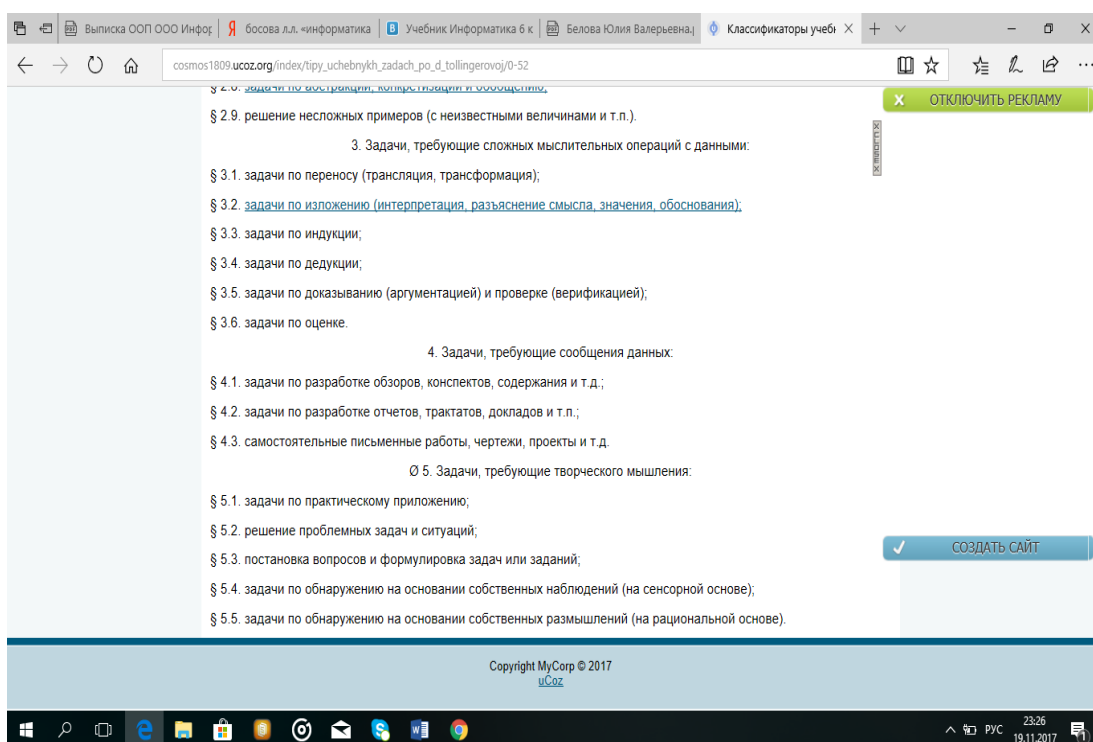 Выписка ООП ООО Инфор
босова л.л. «информатика
Учебник Информатика 6 к
Белова Юлия Валерьевна.
Классификаторы учебн
cosmos1809.ucoz.org/index/tipy_uchebnykh_zadach_po_d_tollingerovoj/0-52
§ 2.8. задачи по абстракции, конкретизации и обобщению;
ОТКЛЮЧИТЬ РЕКЛАМУ
§ 2.9. решение несложных примеров (с неизвестными величинами и т.п.).
3. Задачи, требующие сложных мыслительных операций с данными:
§ 3.1. задачи по переносу (трансляция, трансформация);
§ 3.2. задачи по изложению (интерпретация, разъяснение смысла, значения, обоснования);
§ 3.3. задачи по индукции;
§ 3.4. задачи по дедукции;
§ 3.5. задачи по доказыванию (аргументацией) и проверке (верификацией);
§ 3.6. задачи по оценке.
4. Задачи, требующие сообщения данных:
§ 4.1. задачи по разработке обзоров, конспектов, содержания и т.д.;
§ 4.2. задачи по разработке отчетов, трактатов, докладов и т.п.;
§ 4.3. самостоятельные письменные работы, чертежи, проекты и т.д.
Ø 5. Задачи, требующие творческого мышления:
§ 5.1. задачи по практическому приложению;
§ 5.2. решение проблемных задач и ситуаций;
СОЗДАТЬ САЙТ
§ 5.3. постановка вопросов и формулировка задач или заданий;
§ 5.4. задачи по обнаружению на основании собственных наблюдений (на сенсорной основе);
§ 5.5. задачи по обнаружению на основании собственных размышлений (на рациональной основе).
Copyright MyCorp © 2017
uCoz
РУС
23:26
19.11.2017